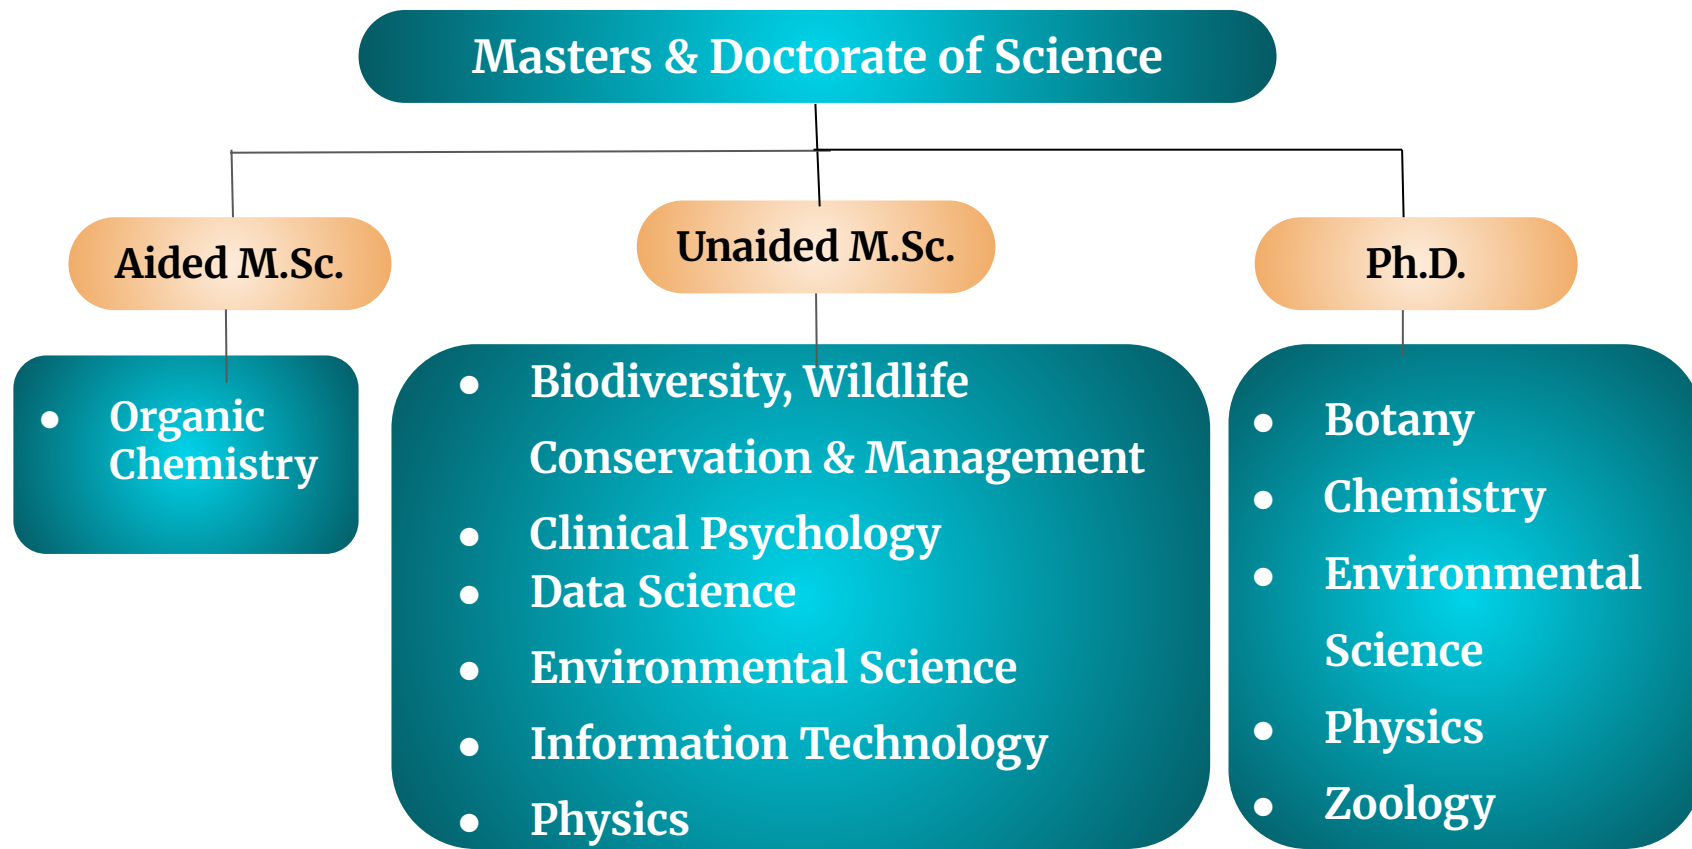 Masters & Doctorate of Science
Aided M.Sc.
Unaided M.Sc.
Ph.D.
● Organic
Chemistry
● Biodiversity, Wildlife
Conservation & Management
● Clinical Psychology
● Data Science
● Environmental Science
● Information Technology
● Physics
● Botany
● Chemistry
● Environmental
Science
● Physics
● Zoology